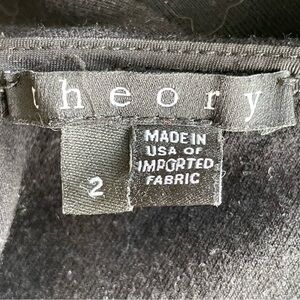 theory
2
MADE IN
USA OF
IMPORTED
FABRIC